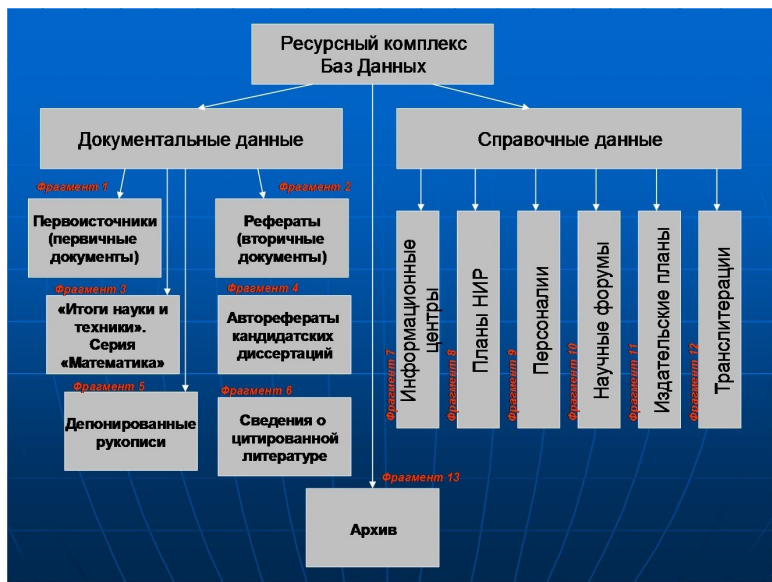 Ресурсный комплекс
Баз Данных
Документальные данные
Справочные данные
Фрагмент 1
Фрагмент 2
Первоисточники
(первичные
документы)
Рефераты
(вторичные
документы)
Фрагмент 3
Фрагмент 4
«Итоги науки и
техники».
Серия
«Математика»
Авторефераты
кандидатских
диссертаций
Фрагмент 5
Фрагмент 6
Депонированные
рукописи
Сведения о
цитированной
литературе
Фрагмент 7
Информационные
центры
Фрагмент 8
Планы НИР
Фрагмент 9
Персоналии
Фрагмент 10
Научные форумы
Фрагмент 11
Издательские планы
Фрагмент 12
Транслитерации
Фрагмент 13
Архив